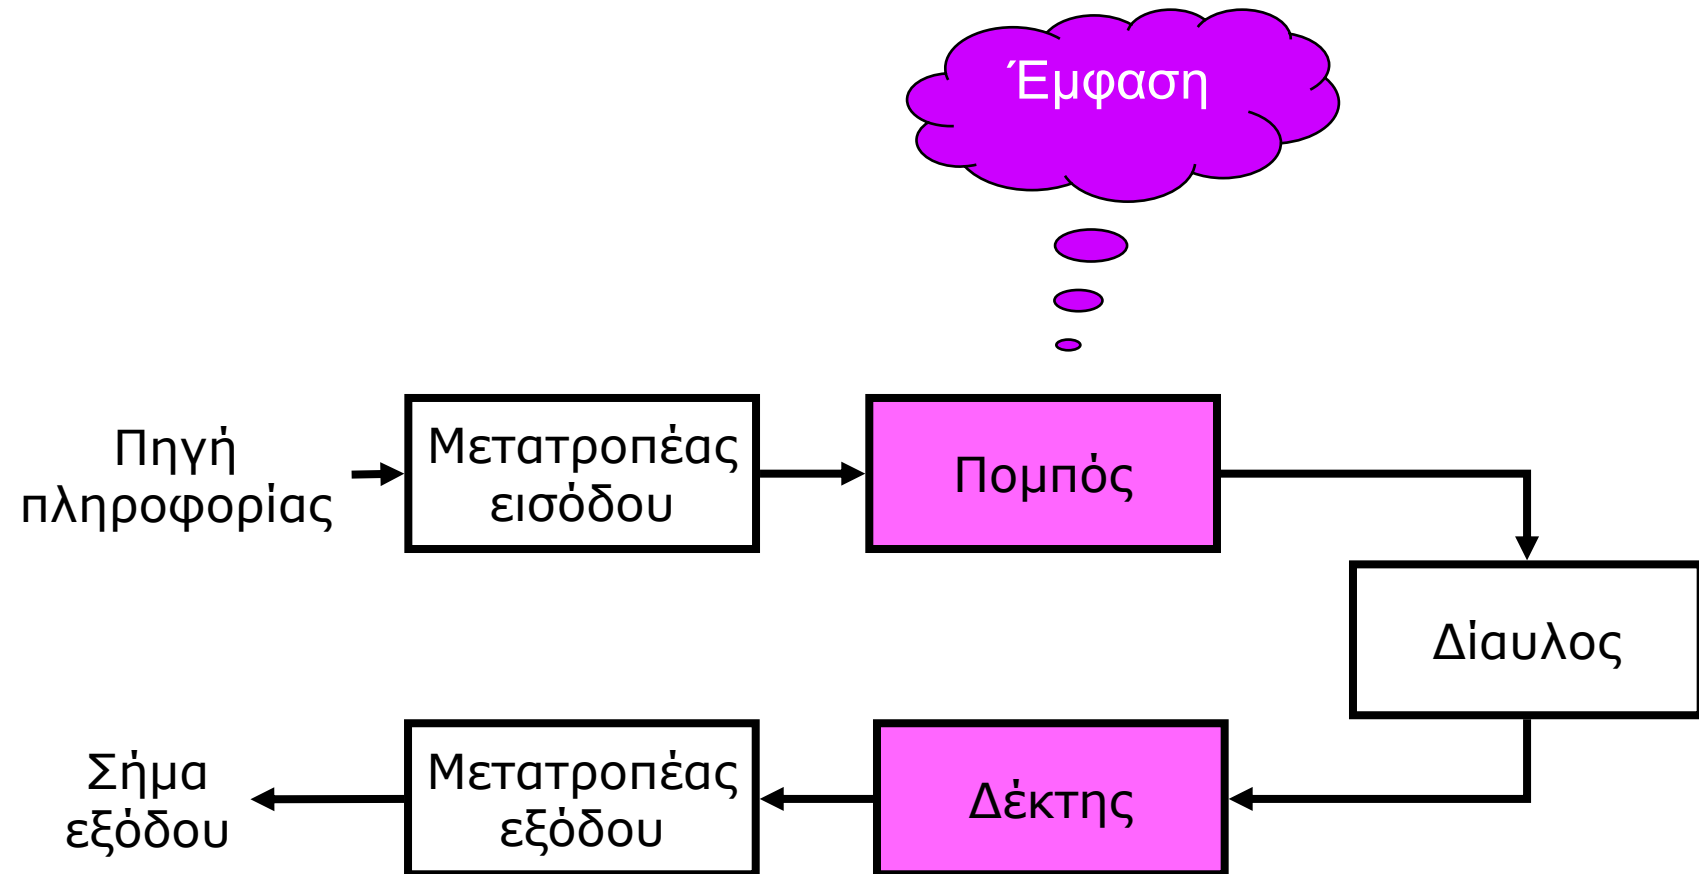 Έμφαση
Πηγή
πληροφορίας
Μετατροπέας
εισόδου
Πομπός
Δίαυλος
Σήμα
εξόδου
Μετατροπέας
εξόδου
Δέκτης